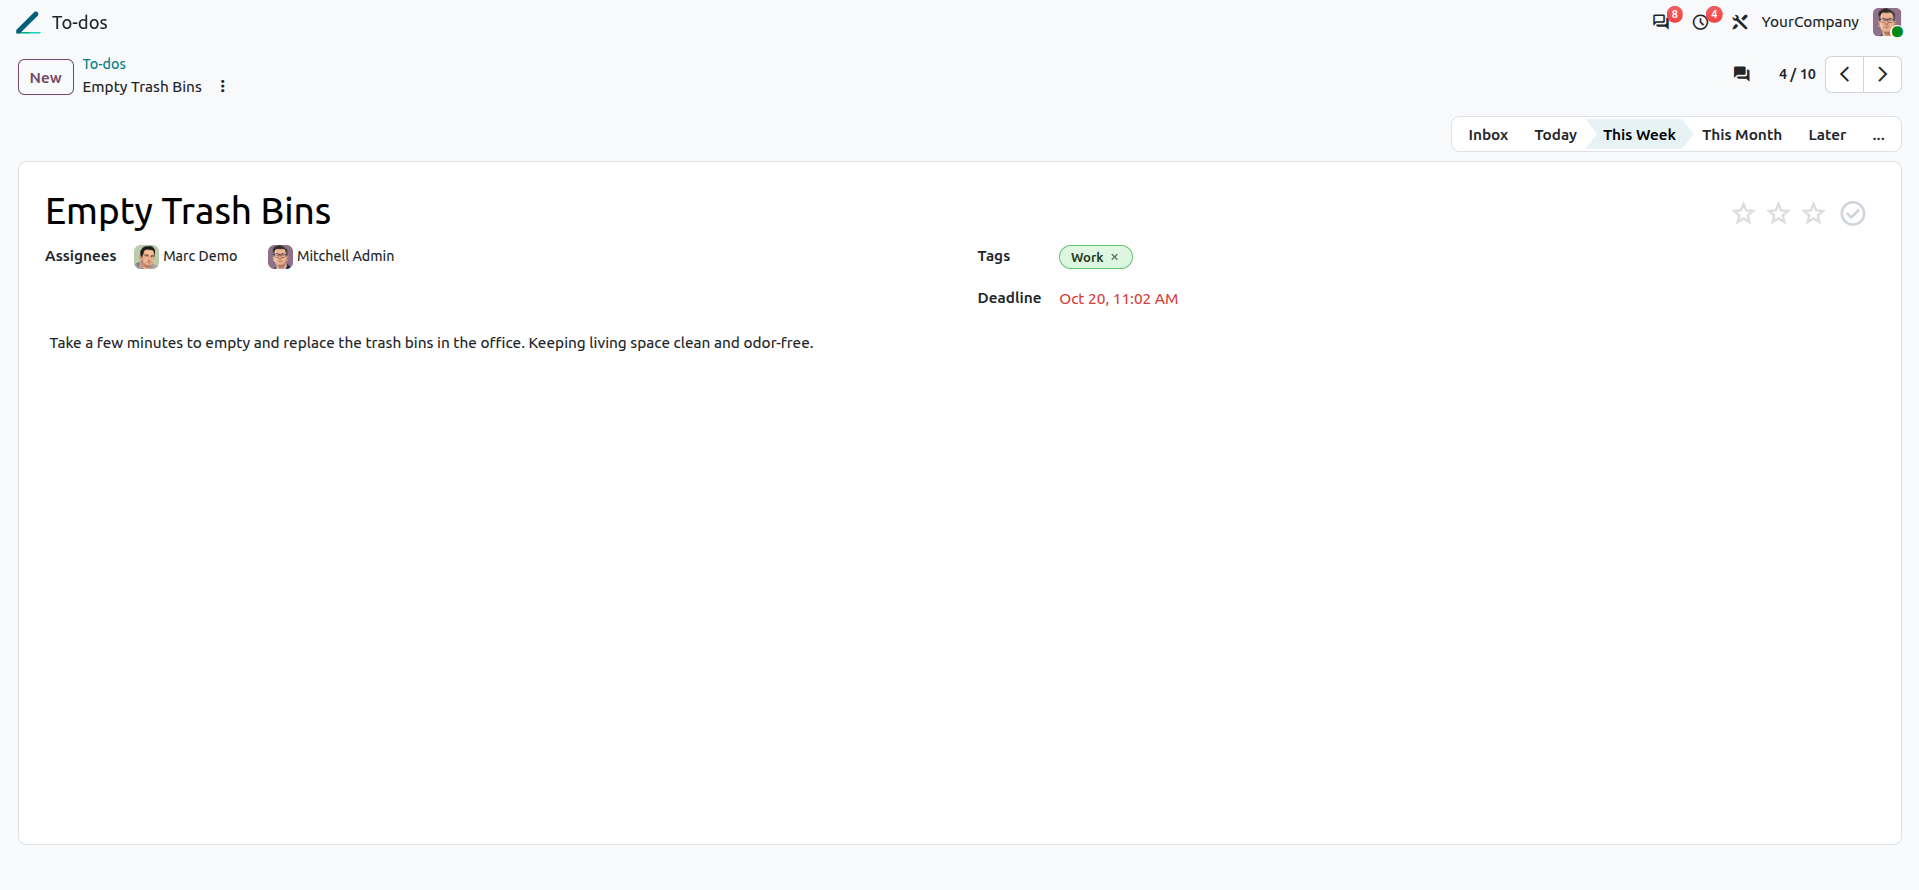 To-dos
8
4
YourCompany
New
To-dos
Empty Trash Bins
4 / 10
Inbox
Today
This Week
This Month
Later
...
Empty Trash Bins
Assignees
Marc Demo
Mitchell Admin
Tags
Work ×
Deadline
Oct 20, 11:02 AM
Take a few minutes to empty and replace the trash bins in the office. Keeping living space clean and odor-free.